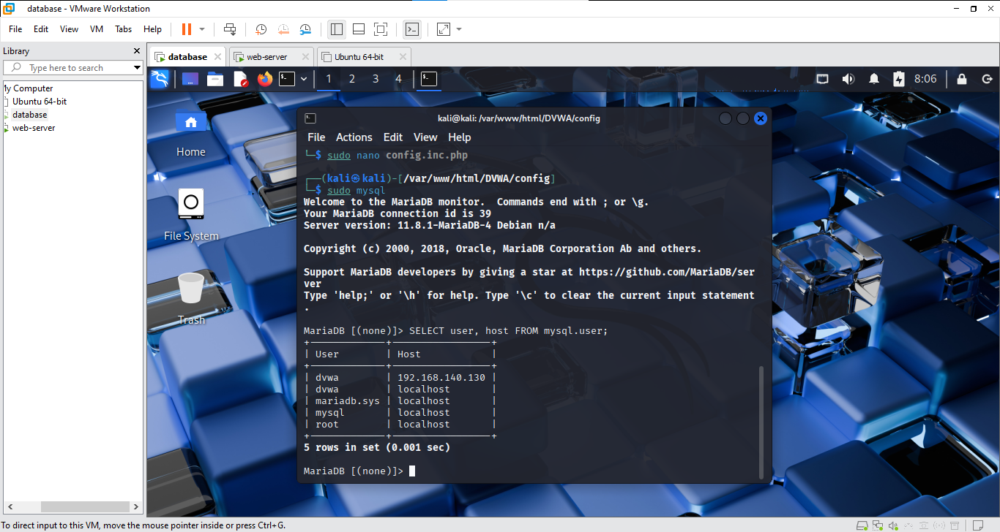 database - VMware Workstation
File Edit View VM Tabs Help
Library
Type here to search
database
web-server
Ubuntu 64-bit
ly Computer
Ubuntu 64-bit
database
web-server
1 2 3 4
8:06
Home
File System
Trash
kali@kali: /var/www/html/DVWA/config
File Actions Edit View Help
└─$ sudo nano config.inc.php
┌──(kali㉿kali)-[/var/www/html/DVWA/config]
└─$ sudo mysql
Welcome to the MariaDB monitor.  Commands end with ; or \g.
Your MariaDB connection id is 39
Server version: 11.8.1-MariaDB-4 Debian n/a
Copyright (c) 2000, 2018, Oracle, MariaDB Corporation Ab and others.
Support MariaDB developers by giving a star at https://github.com/MariaDB/ser
ver
Type 'help;' or '\h' for help. Type '\c' to clear the current input statement
.
MariaDB [(none)]> SELECT user, host FROM mysql.user;
+-------------+-----------------+
| User        | Host            |
+-------------+-----------------+
| dvwa        | 192.168.140.130 |
| dvwa        | localhost       |
| mariadb.sys | localhost       |
| mysql       | localhost       |
| root        | localhost       |
+-------------+-----------------+
5 rows in set (0.001 sec)
MariaDB [(none)]>
To direct input to this VM, move the mouse pointer inside or press Ctrl+G.